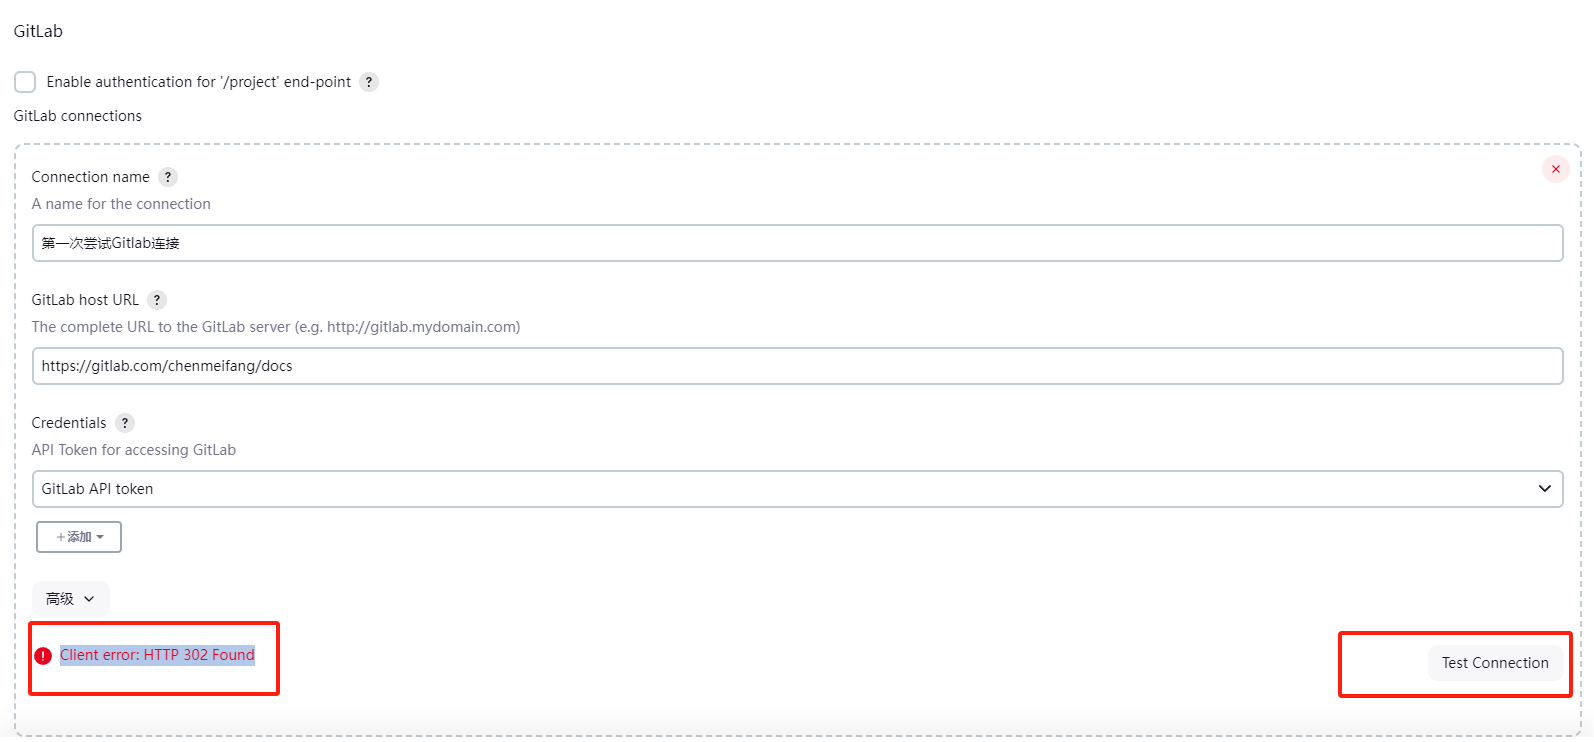 GitLab
Enable authentication for '/project' end-point ?
GitLab connections
Connection name ?
A name for the connection
第一次尝试Gitlab连接
GitLab host URL ?
The complete URL to the GitLab server (e.g. http://gitlab.mydomain.com)
https://gitlab.com/chenmeifang/docs
Credentials ?
API Token for accessing GitLab
GitLab API token
+添加
高级
Client error: HTTP 302 Found
Test Connection